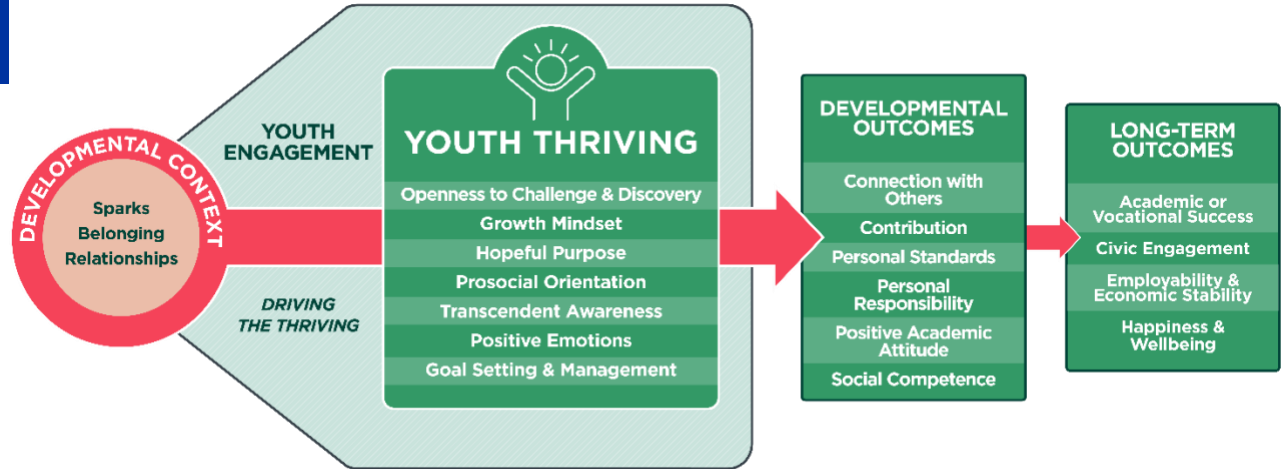 DEVELOPMENTAL CONTEXT
Sparks
Belonging
Relationships
YOUTH
ENGAGEMENT
DRIVING
THE THRIVING
YOUTH THRIVING
Openness to Challenge & Discovery
Growth Mindset
Hopeful Purpose
Prosocial Orientation
Transcendent Awareness
Positive Emotions
Goal Setting & Management
DEVELOPMENTAL
OUTCOMES
Connection with
Others
Contribution
Personal Standards
Personal
Responsibility
Positive Academic
Attitude
Social Competence
LONG-TERM
OUTCOMES
Academic or
Vocational Success
Civic Engagement
Employability &
Economic Stability
Happiness &
Wellbeing